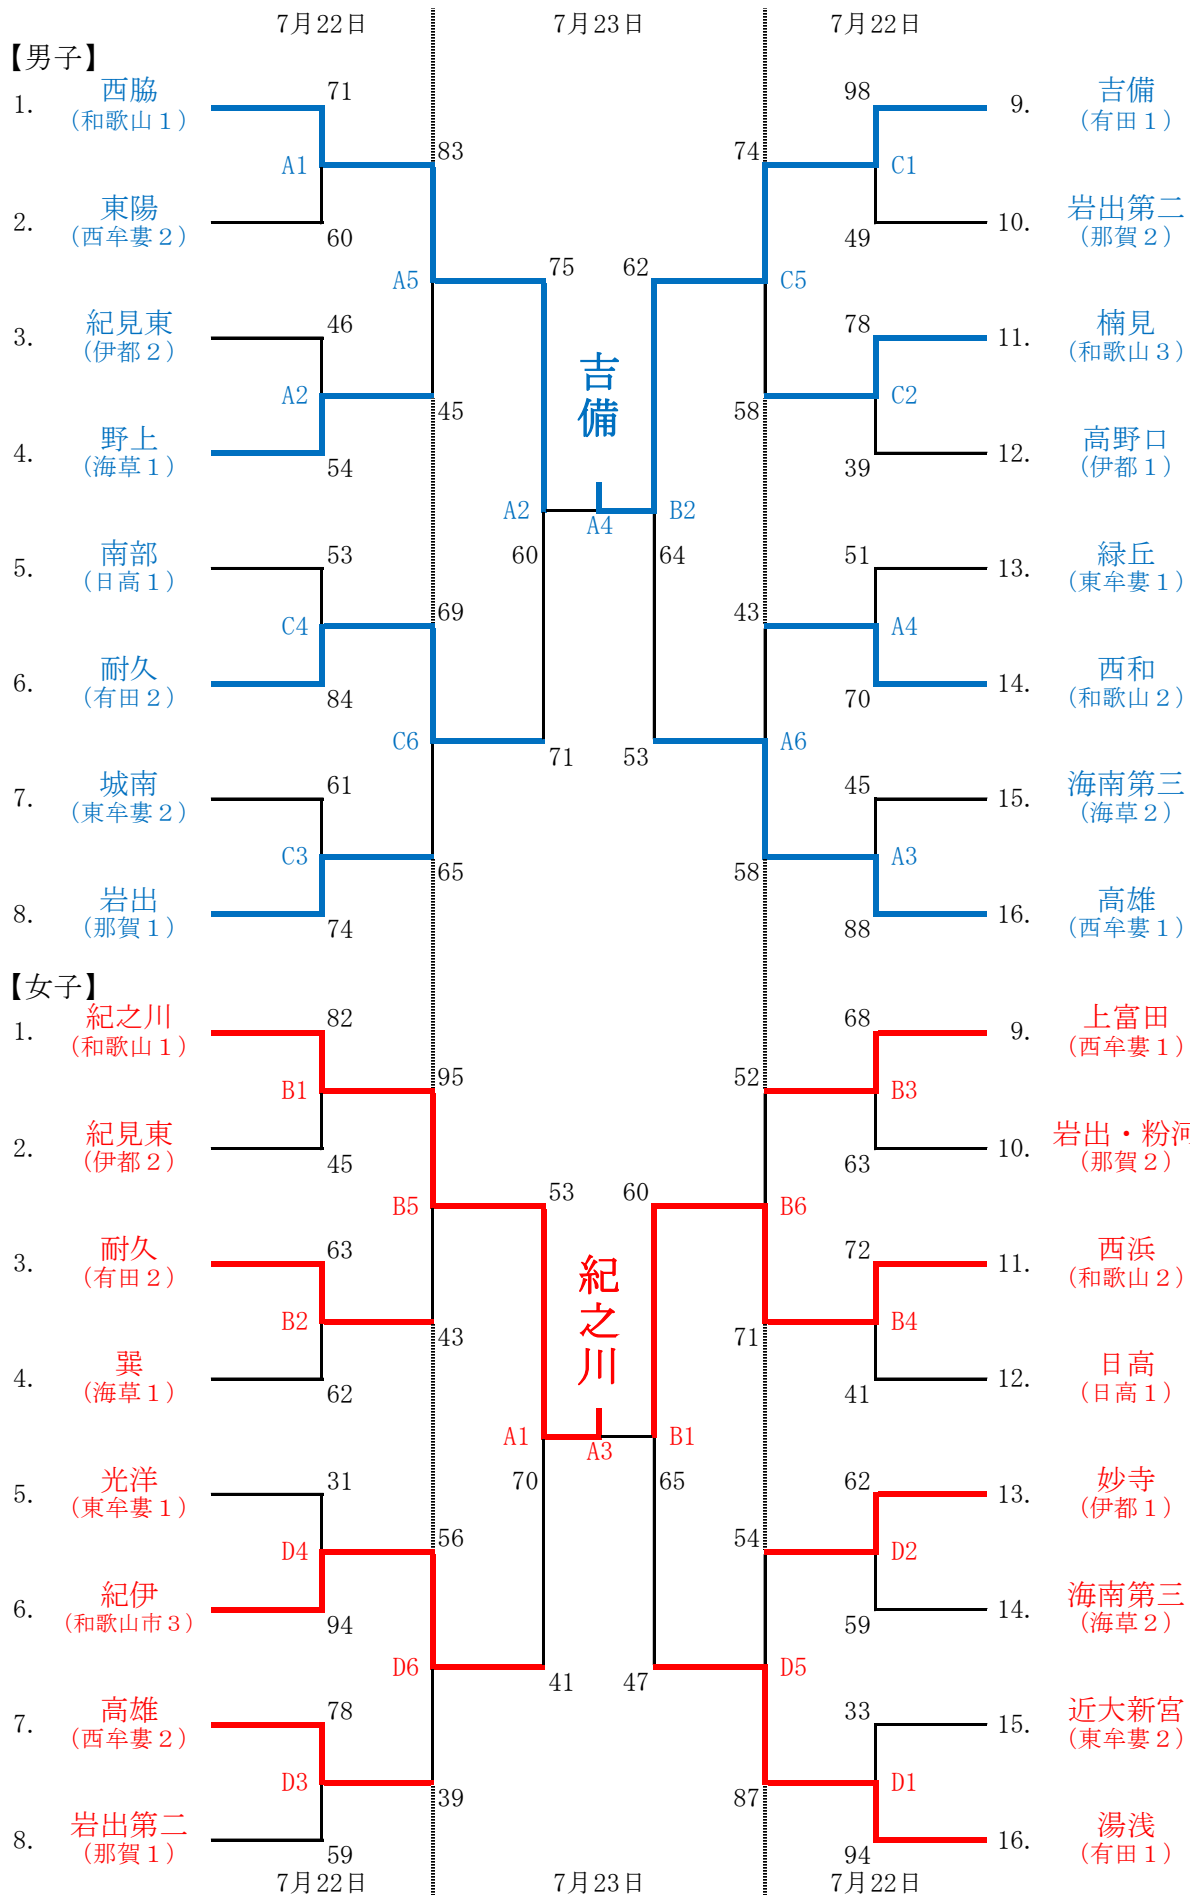 7月22日 7月23日 7月22日
【男子】
1. 西脇 71 98 9. 吉備
(和歌山1) (有田1)
83 74
A1 C1
2. 東陽 10. 岩出第二
(西牟婁2) 60 49 (那賀2)
75 62
A5 C5
3. 紀見東 46 78 11. 楠見
(伊都2) (和歌山3)
吉備
A2 45 58 C2
4. 野上 12. 高野口
(海草1) 54 39 (伊都1)
A2 A4 B2
5. 南部 53 60 64 51 13. 緑丘
(日高1) (東牟婁1)
69 43
C4 A4
6. 耐久 14. 西和
(有田2) 84 70 (和歌山2)
C6 A6
71 53
7. 城南 61 45 15. 海南第三
(東牟婁2) (海草2)
C3 65 58 A3
8. 岩出 16. 高雄
(那賀1) 74 88 (西牟婁1)
【女子】
1. 紀之川 82 68 9. 上富田
(和歌山1) (西牟婁1)
95 52
B1 B3
2. 紀見東 10. 岩出・粉河
(伊都2) 45 63 (那賀2)
53 60
B5 B6
3. 耐久 63 72 11. 西浜
(有田2) (和歌山2)
紀之川
B2 43 71 B4
4. 巽 12. 日高
(海草1) 62 41 (日高1)
A1 A3 B1
5. 光洋 31 70 65 62 13. 妙寺
(東牟婁1) (伊都1)
56 54
D4 D2
6. 紀伊 14. 海南第三
(和歌山市3) 94 59 (海草2)
D6 D5
41 47
7. 高雄 78 33 15. 近大新宮
(西牟婁2) (東牟婁2)
D3 39 87 D1
8. 岩出第二 16. 湯浅
(那賀1) 59 94 (有田1)
7月22日 7月23日 7月22日